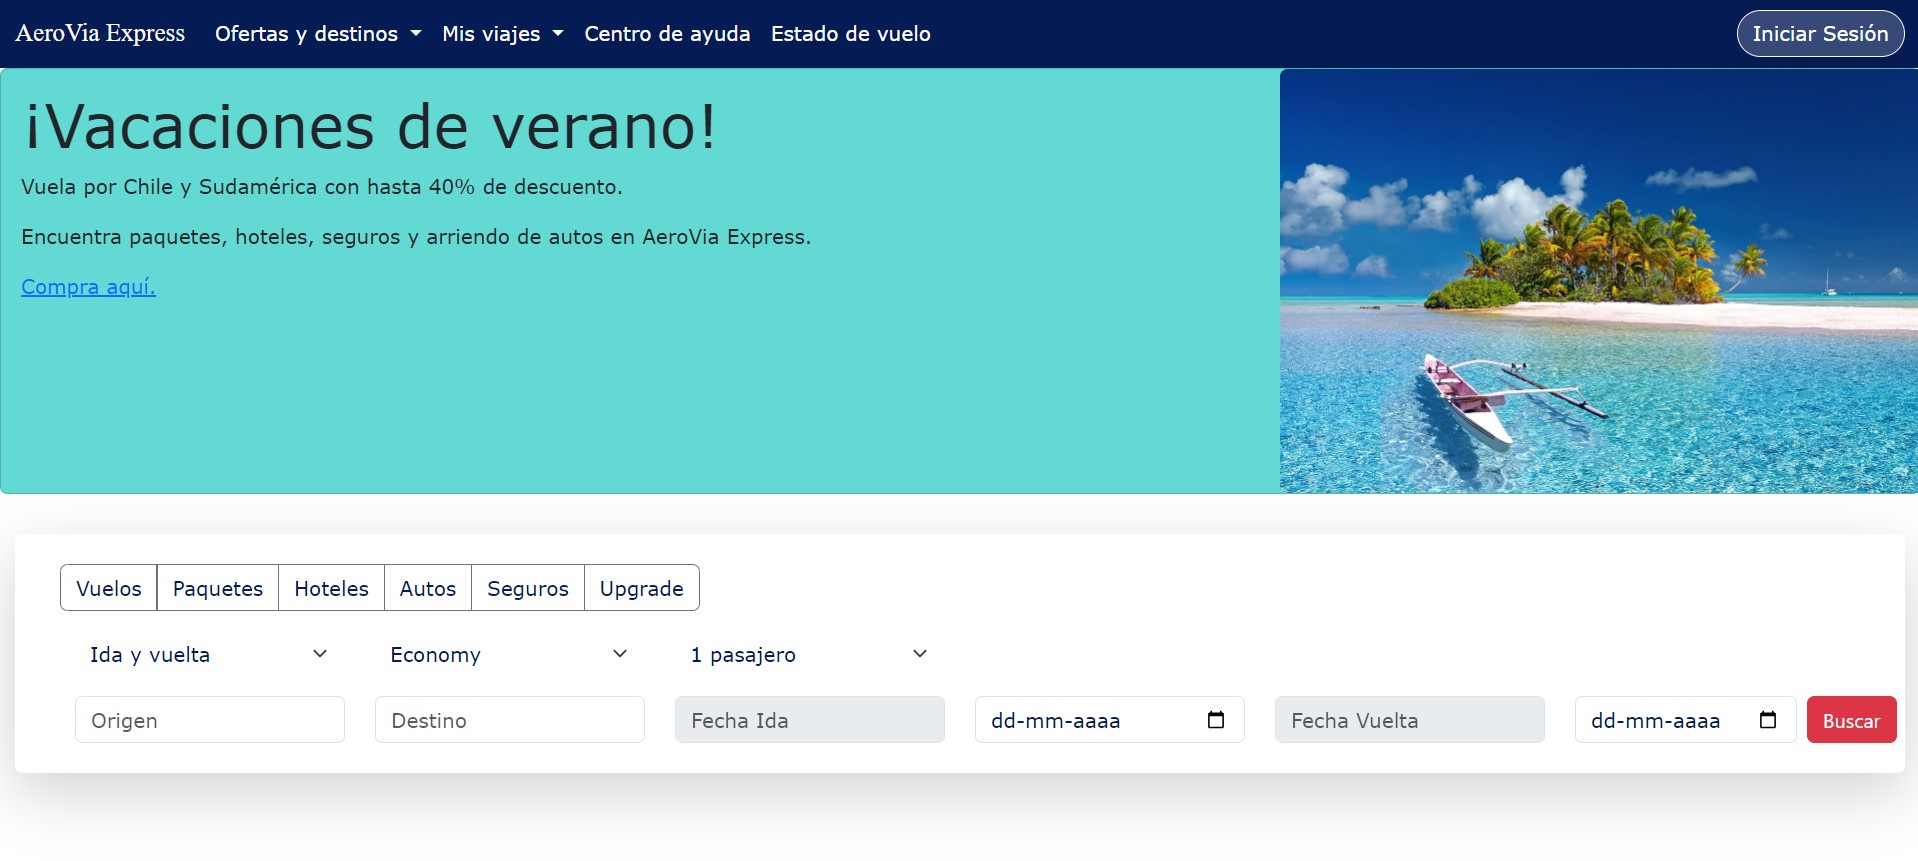 AeroVia Express Ofertas y destinos Mis viajes Centro de ayuda Estado de vuelo Iniciar Sesión
¡Vacaciones de verano!
Vuela por Chile y Sudamérica con hasta 40% de descuento.
Encuentra paquetes, hoteles, seguros y arriendo de autos en AeroVia Express.
Compra aquí.
Vuelos Paquetes Hoteles Autos Seguros Upgrade
Ida y vuelta Economy 1 pasajero
Origen Destino Fecha Ida dd-mm-aaaa Fecha Vuelta dd-mm-aaaa Buscar